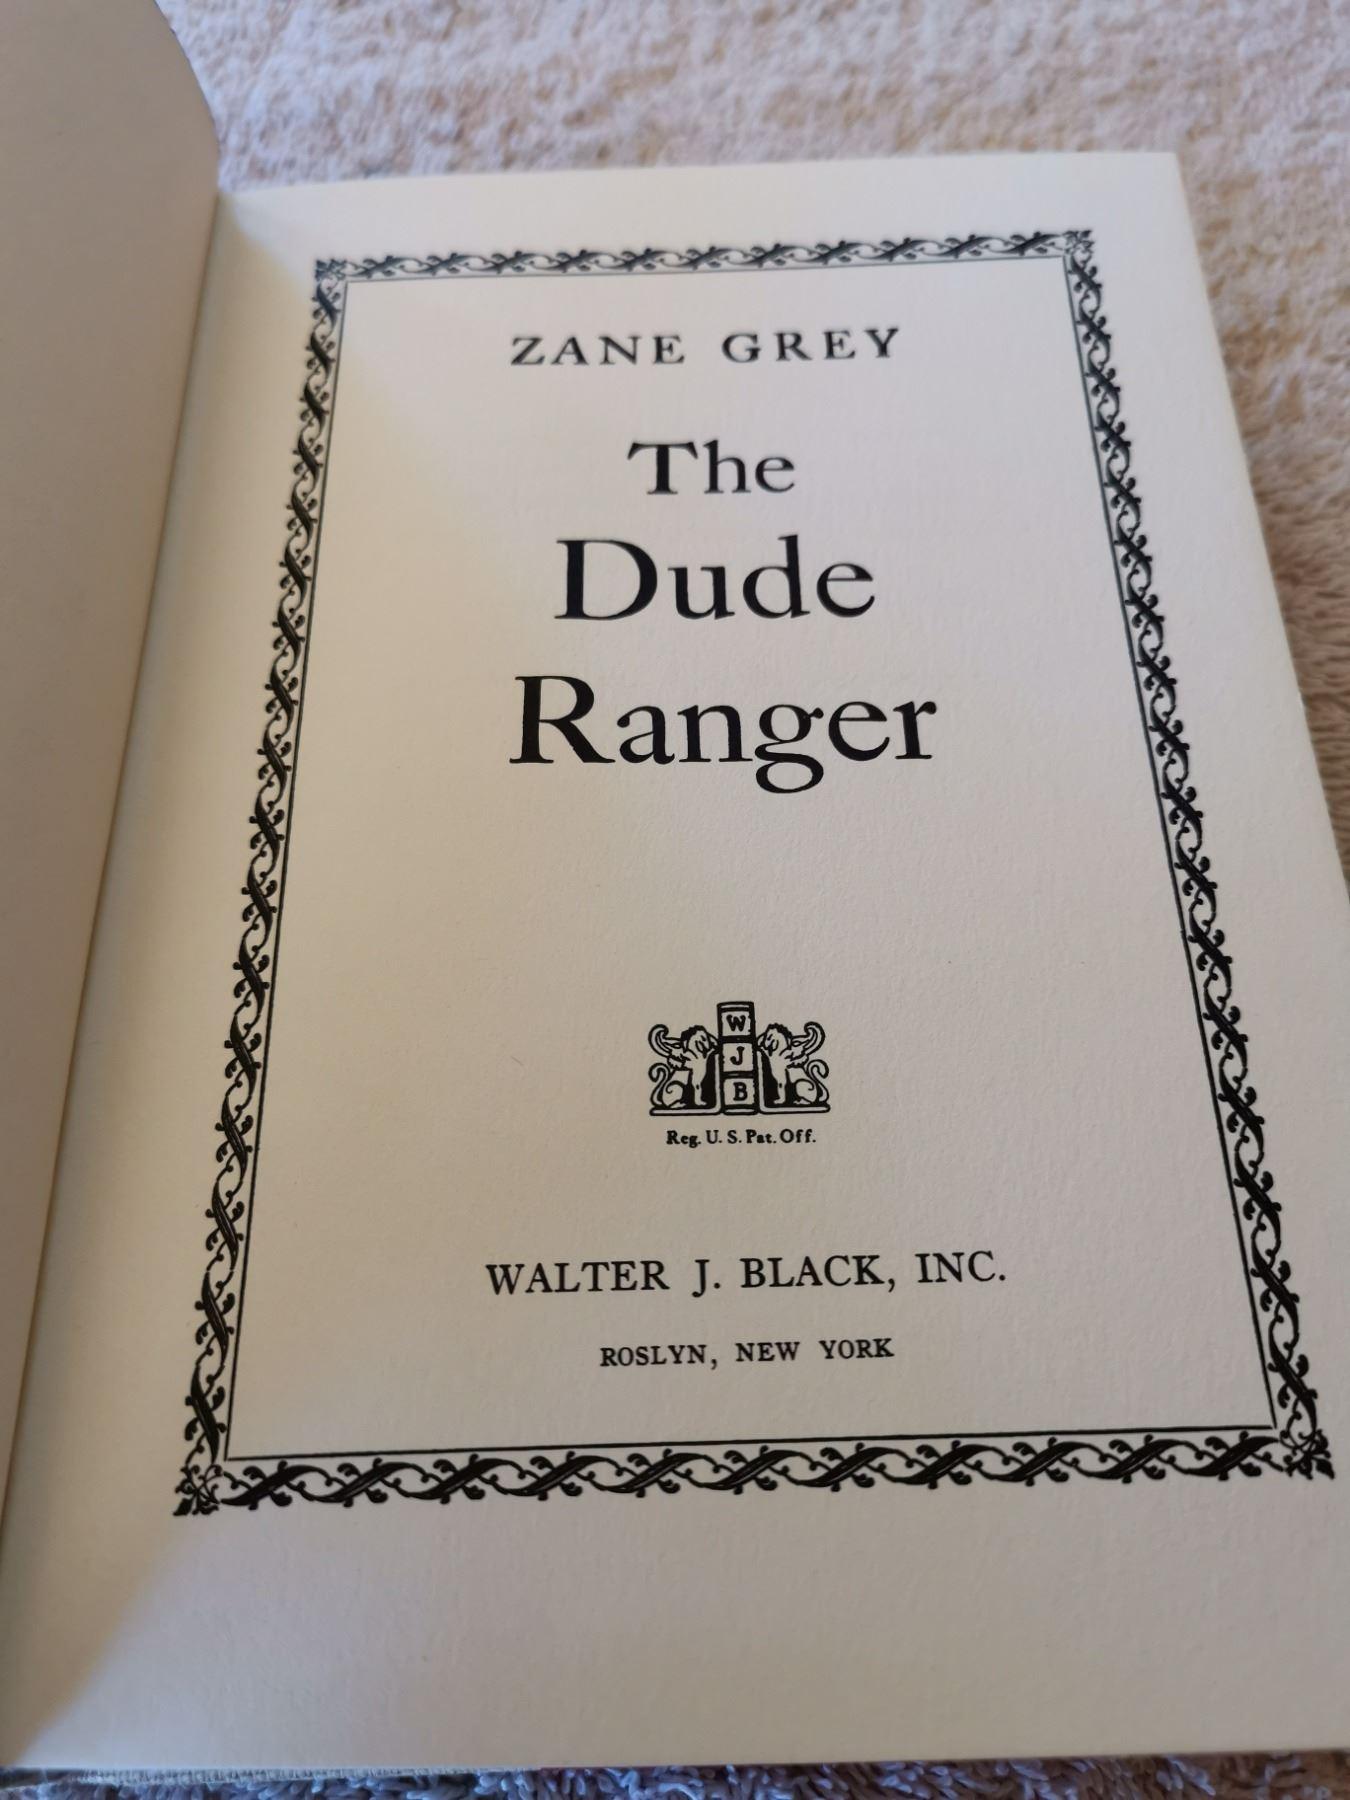 ZANE GREY
The
Dude
Ranger
W
J
B
Reg. U. S. Pat. Off.
WALTER J. BLACK, INC.
ROSLYN, NEW YORK